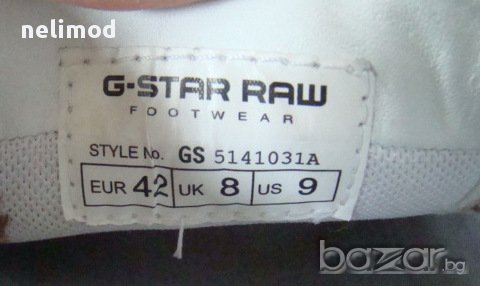 nelimod
G-STAR RAW
FOOTWEAR
STYLE No. GS 5141031A
EUR 42 UK 8 US 9
bazar.bg